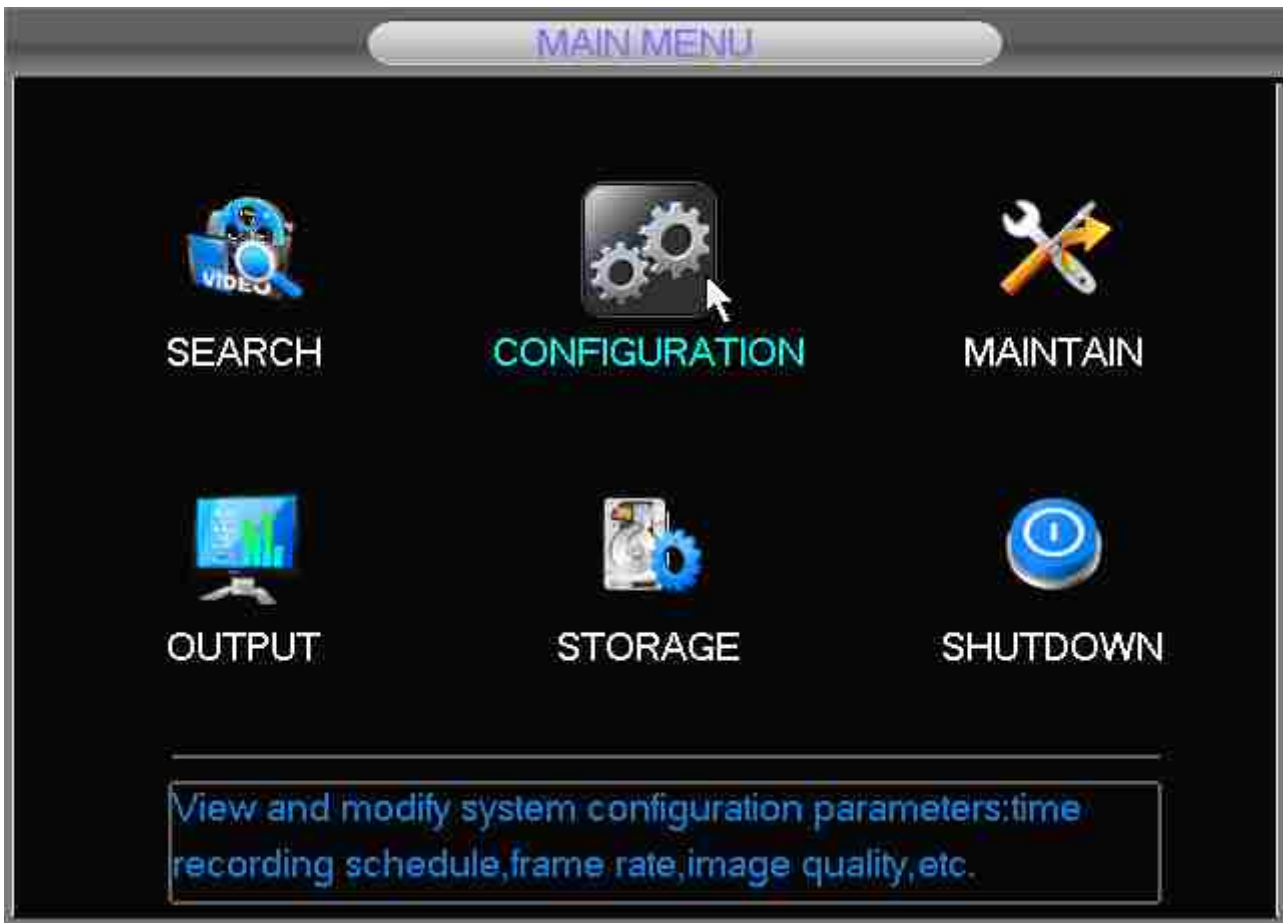 MAIN MENU
VIDEO
SEARCH
CONFIGURATION
MAINTAIN
OUTPUT
STORAGE
SHUTDOWN
View and modify system configuration parameters:time
recording schedule,frame rate,image quality,etc.